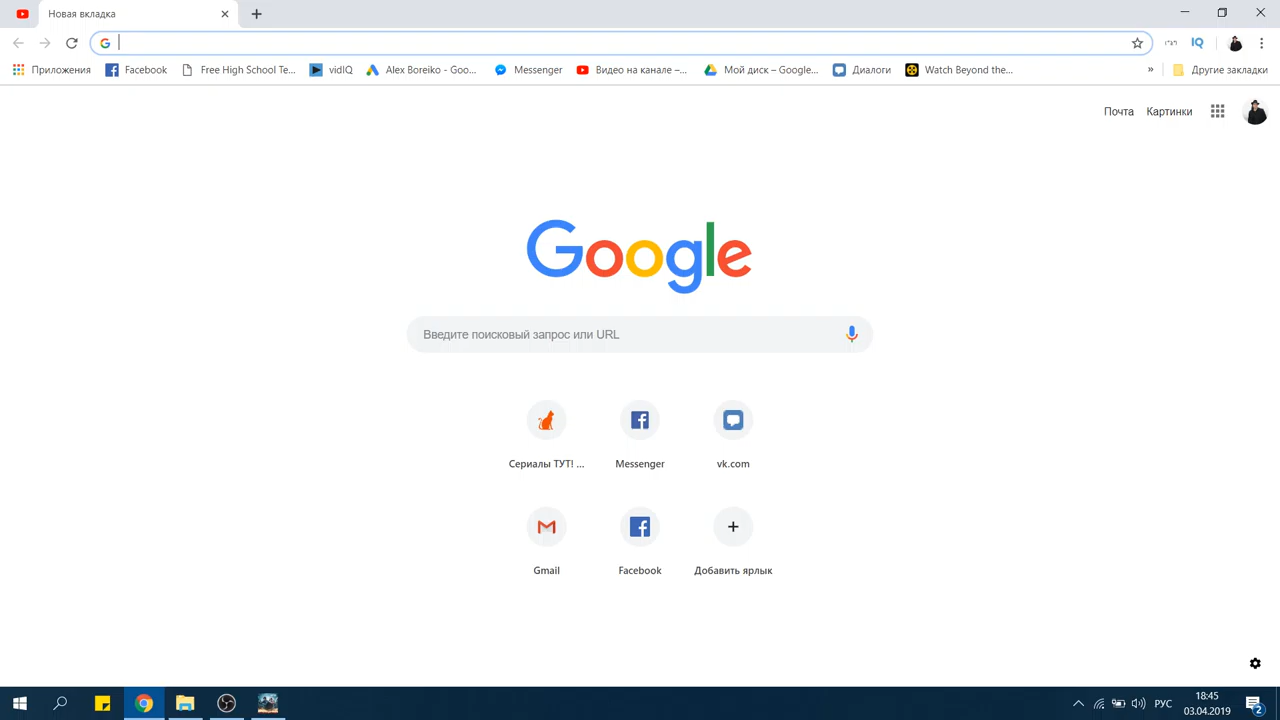 Новая вкладка
Приложения Facebook Free High School Te... vidIQ Alex Boreiko - Goo... Messenger Видео на канале –... Мой диск – Google... Диалоги Watch Beyond the... » Другие закладки
Почта Картинки
Google
Введите поисковый запрос или URL
Сериалы ТУТ! ... Messenger vk.com
Gmail Facebook Добавить ярлык
РУС 18:45
03.04.2019 2